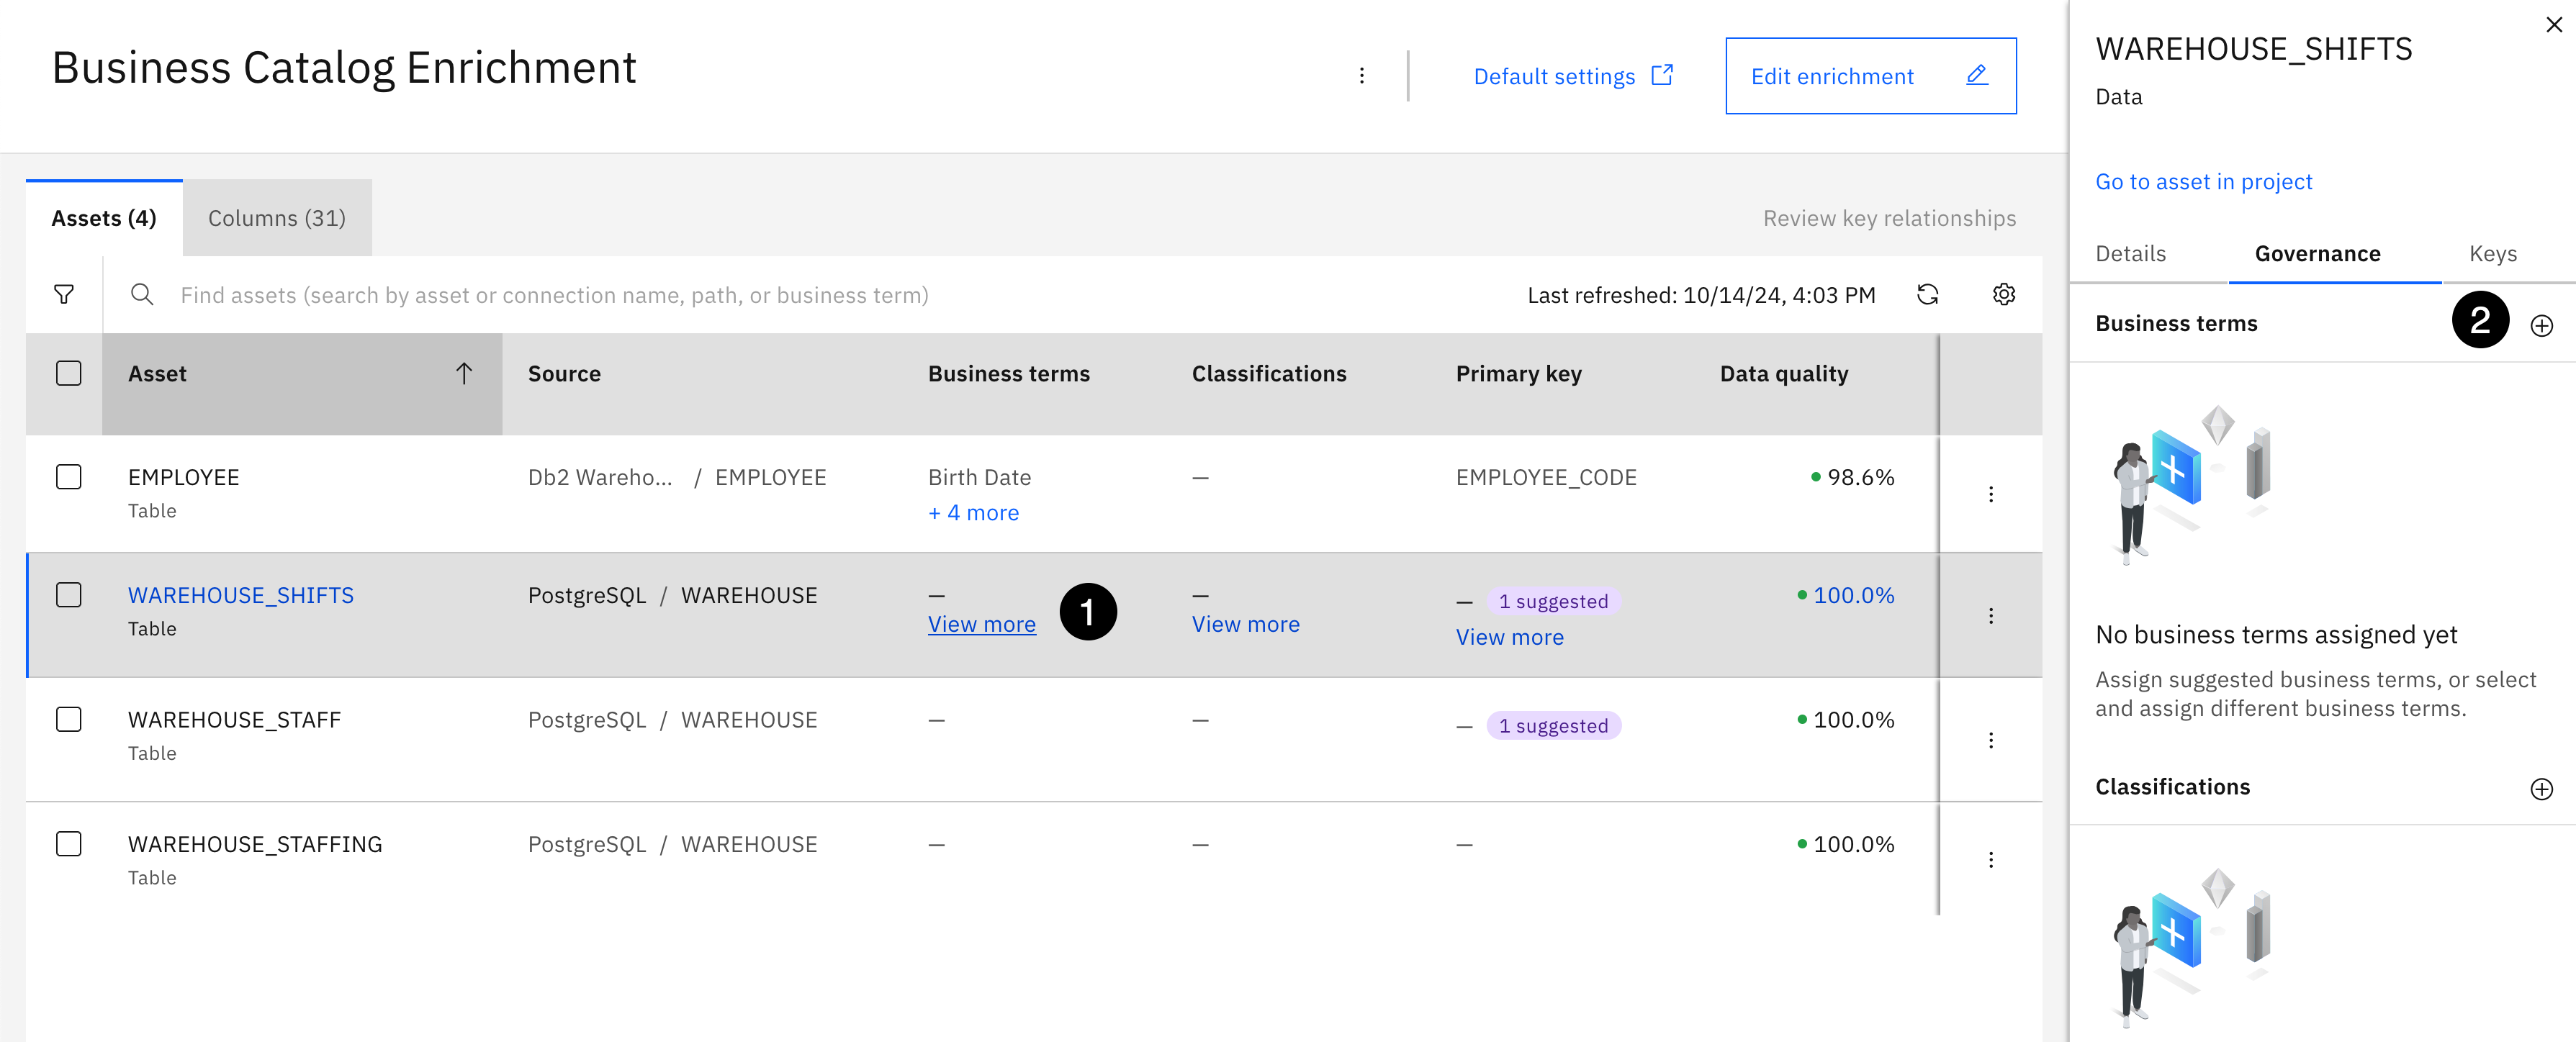 Business Catalog Enrichment
Default settings
Edit enrichment
Assets (4)
Columns (31)
Review key relationships
Find assets (search by asset or connection name, path, or business term)
Last refreshed: 10/14/24, 4:03 PM
Asset
Source
Business terms
Classifications
Primary key
Data quality
EMPLOYEE
Table
Db2 Wareho... / EMPLOYEE
Birth Date
+ 4 more
—
EMPLOYEE_CODE
98.6%
WAREHOUSE_SHIFTS
Table
PostgreSQL / WAREHOUSE
—
View more
1
—
View more
— 1 suggested
View more
100.0%
WAREHOUSE_STAFF
Table
PostgreSQL / WAREHOUSE
—
—
— 1 suggested
100.0%
WAREHOUSE_STAFFING
Table
PostgreSQL / WAREHOUSE
—
—
—
100.0%
WAREHOUSE_SHIFTS
Data
Go to asset in project
Details
Governance
Keys
Business terms
2
No business terms assigned yet
Assign suggested business terms, or select
and assign different business terms.
Classifications